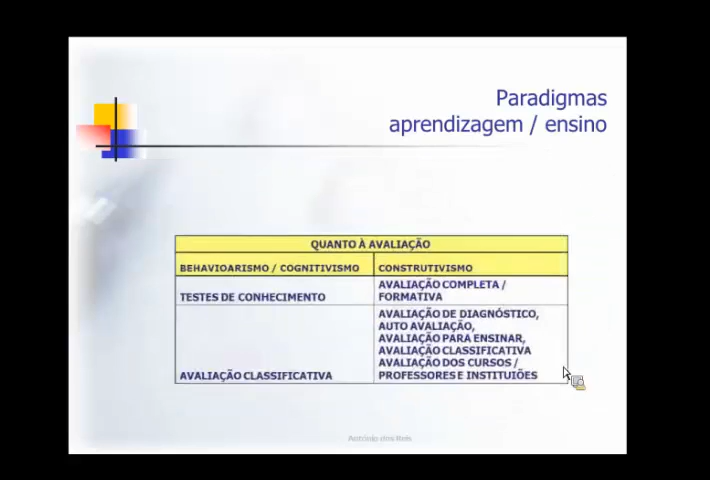 Paradigmas
aprendizagem / ensino
QUANTO À AVALIAÇÃO
BEHAVIOARISMO / COGNITIVISMO
CONSTRUTIVISMO
TESTES DE CONHECIMENTO
AVALIAÇÃO COMPLETA /
FORMATIVA
AVALIAÇÃO CLASSIFICATIVA
AVALIAÇÃO DE DIAGNÓSTICO,
AUTO AVALIAÇÃO,
AVALIAÇÃO PARA ENSINAR,
AVALIAÇÃO CLASSIFICATIVA
AVALIAÇÃO DOS CURSOS /
PROFESSORES E INSTITUIÕES
António dos Reis